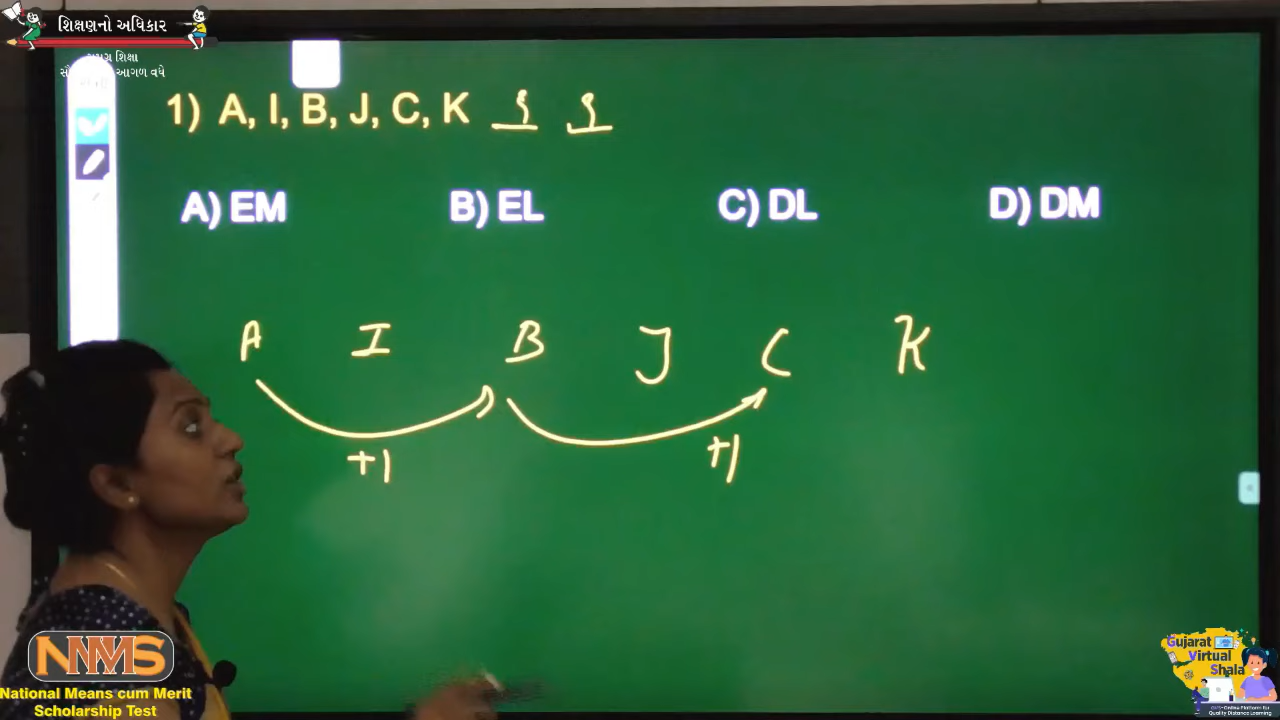 શિક્ષણનો અધિકાર
શિક્ષા
આગળ વધે
1) A, I, B, J, C, K ? ?
A) EM B) EL C) DL D) DM
A I B J C K
+1 +1
NMMS
National Means cum Merit
Scholarship Test
Gujarat
Virtual
Shala